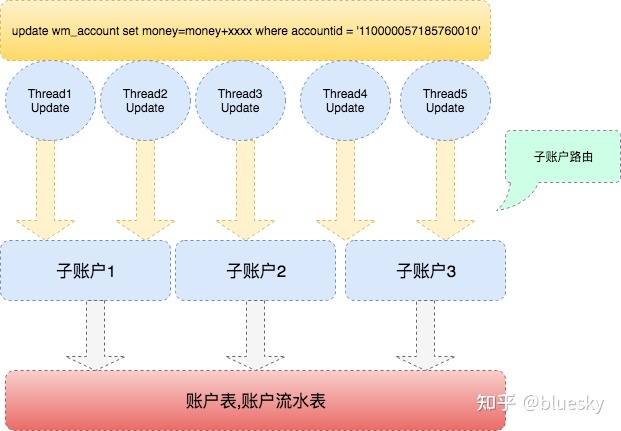 update wm_account set money=money+xxxx where accountid = '110000057185760010'
Thread1
Update
Thread2
Update
Thread3
Update
Thread4
Update
Thread5
Update
子账户路由
子账户1
子账户2
子账户3
账户表,账户流水表
知乎 @bluesky